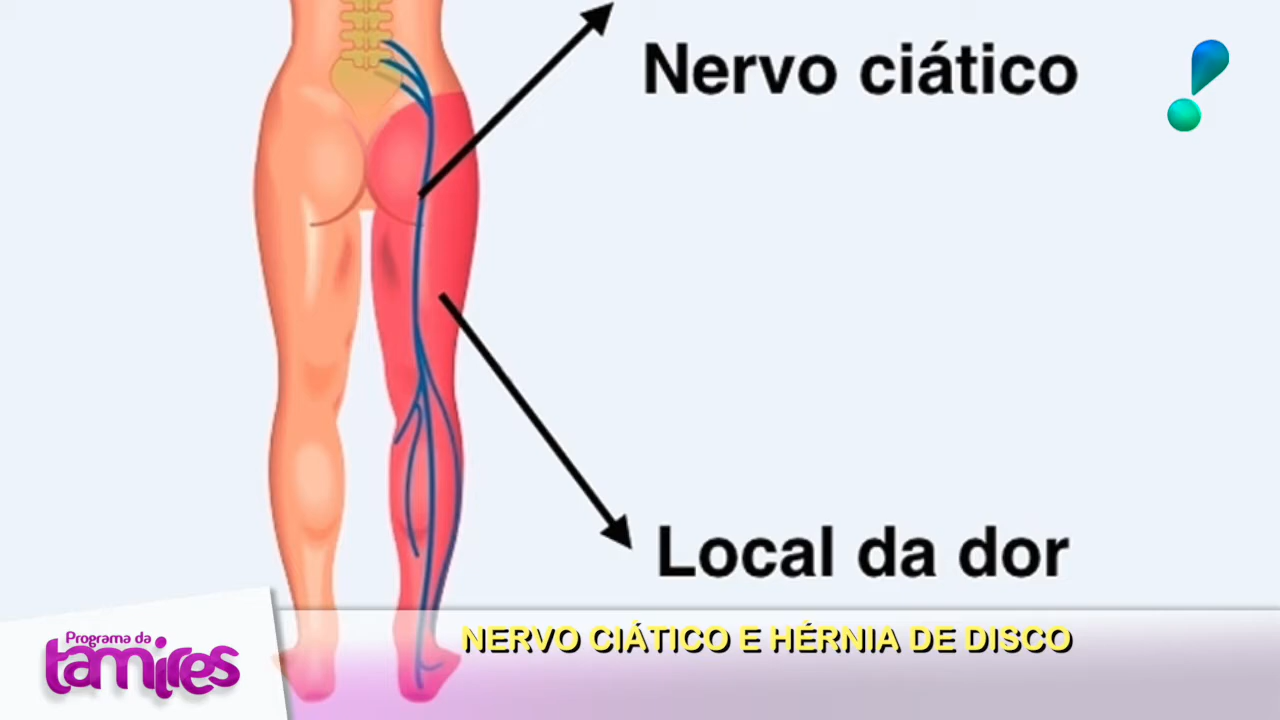 Nervo ciático
Local da dor
NERVO CIÁTICO E HÉRNIA DE DISCO
Programa da
tamires